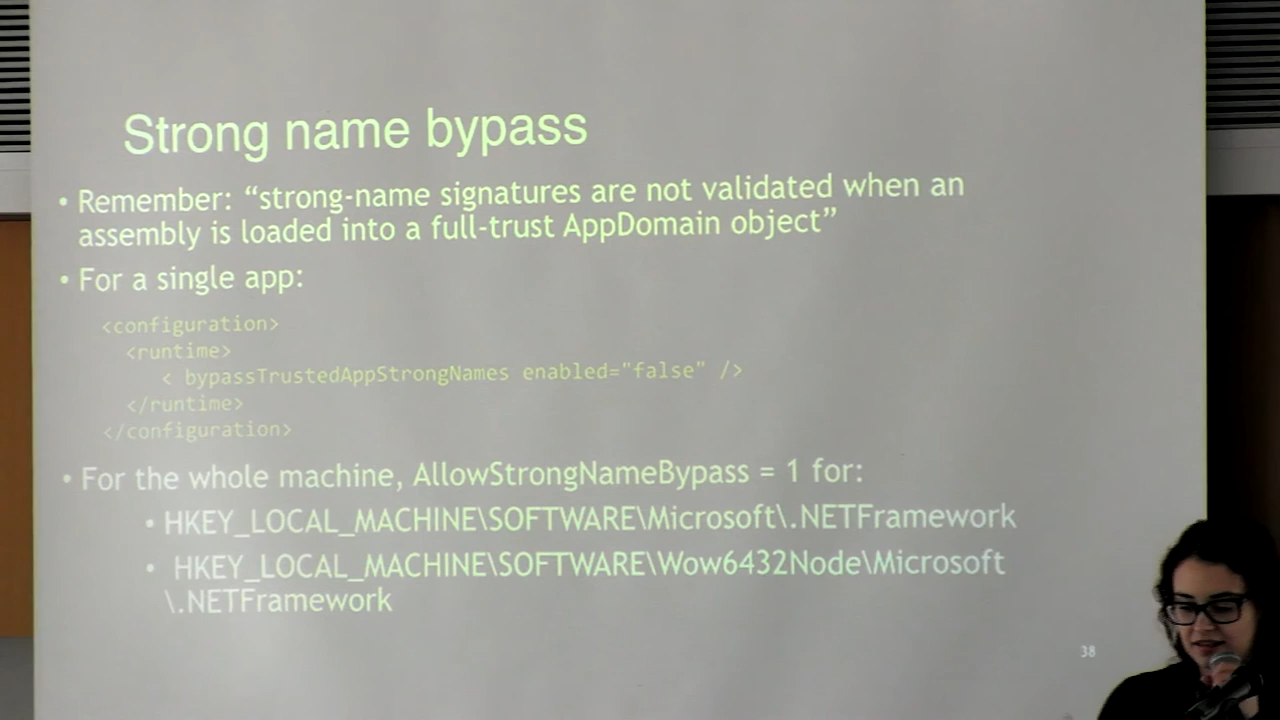 Strong name bypass
• Remember: “strong-name signatures are not validated when an
assembly is loaded into a full-trust AppDomain object”
• For a single app:
<configuration>
<runtime>
< bypassTrustedAppStrongNames enabled="false" />
</runtime>
</configuration>
• For the whole machine, AllowStrongNameBypass = 1 for:
• HKEY_LOCAL_MACHINE\SOFTWARE\Microsoft\.NETFramework
• HKEY_LOCAL_MACHINE\SOFTWARE\Wow6432Node\Microsoft
\.NETFramework
38